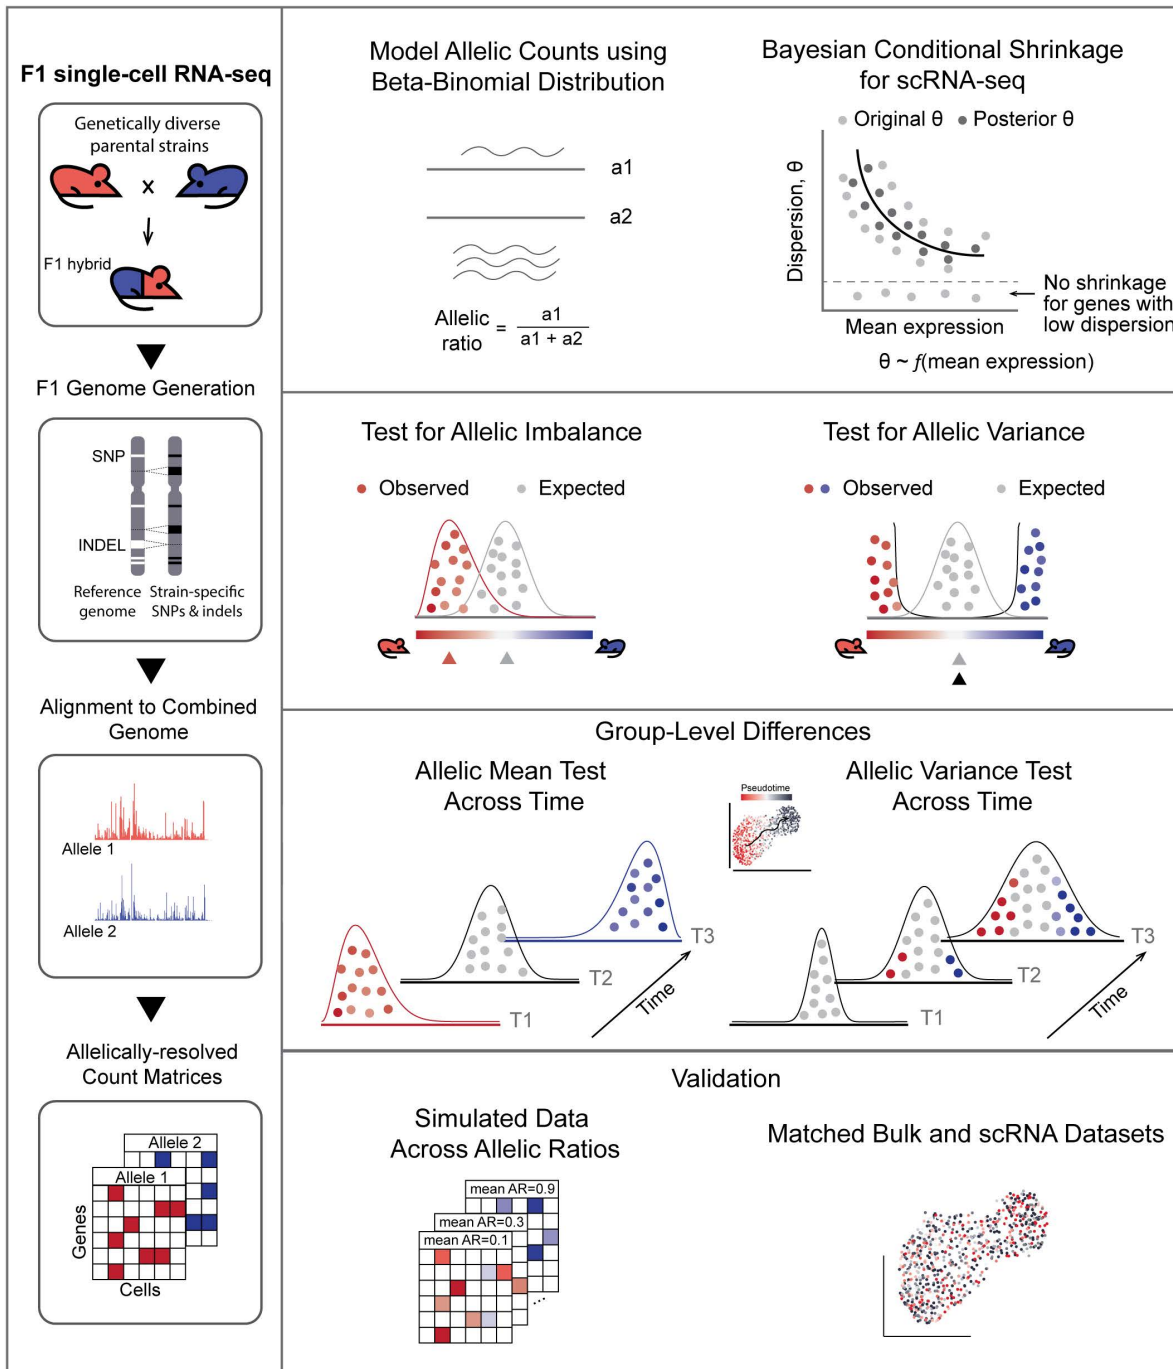 F1 single-cell RNA-seq
Genetically diverse
parental strains
x
F1 hybrid
F1 Genome Generation
SNP
INDEL
Reference
genome
Strain-specific
SNPs & indels
Alignment to Combined
Genome
Allele 1
Allele 2
Allelically-resolved
Count Matrices
Allele 2
Allele 1
Genes
Cells
Model Allelic Counts using
Beta-Binomial Distribution
a1
a2
Allelic
ratio
=
a1
a1 + a2
Bayesian Conditional Shrinkage
for scRNA-seq
Original θ
Posterior θ
Dispersion, θ
Mean expression
No shrinkage
for genes with
low dispersion
θ ~ f(mean expression)
Test for Allelic Imbalance
Observed
Expected
Test for Allelic Variance
Observed
Expected
Group-Level Differences
Allelic Mean Test
Across Time
T1
T2
T3
Time
Allelic Variance Test
Across Time
Pseudotime
T1
T2
T3
Time
Validation
Simulated Data
Across Allelic Ratios
mean AR=0.9
mean AR=0.3
mean AR=0.1
...
Matched Bulk and scRNA Datasets